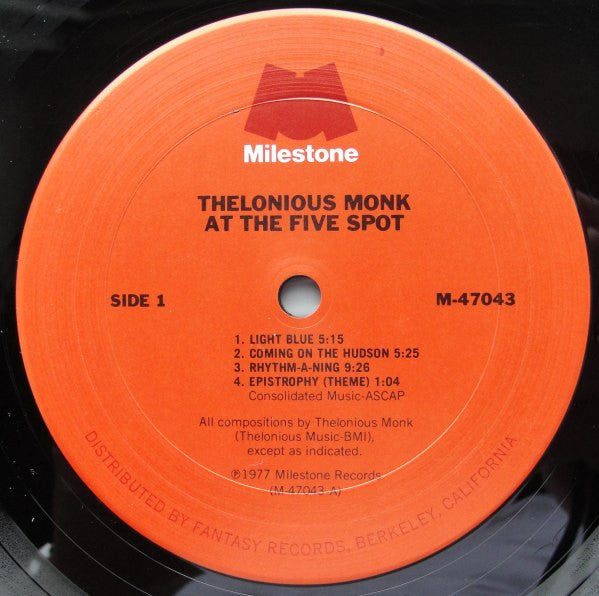 Milestone
THELONIOUS MONK
AT THE FIVE SPOT
SIDE 1
M-47043
1. LIGHT BLUE 5:15
2. COMING ON THE HUDSON 5:25
3. RHYTHM-A-NING 9:26
4. EPISTROPHY (THEME) 1:04
Consolidated Music-ASCAP
All compositions by Thelonious Monk
(Thelonious Music-BMI),
except as indicated.
℗1977 Milestone Records
(M-47043-A)
DISTRIBUTED BY FANTASY RECORDS, BERKELEY, CALIFORNIA